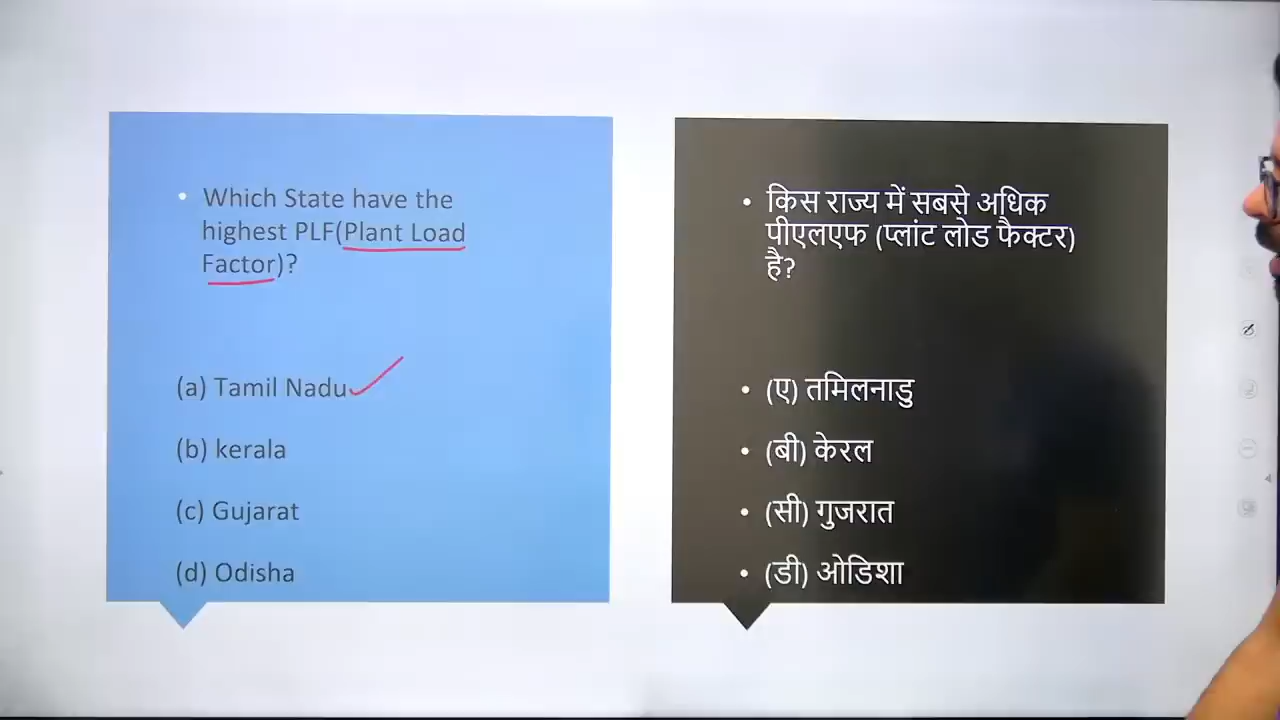 • Which State have the
highest PLF(Plant Load
Factor)?
(a) Tamil Nadu
(b) kerala
(c) Gujarat
(d) Odisha
• किस राज्य में सबसे अधिक
पीएलएफ (प्लांट लोड फैक्टर)
है?
• (ए) तमिलनाडु
• (बी) केरल
• (सी) गुजरात
• (डी) ओडिशा